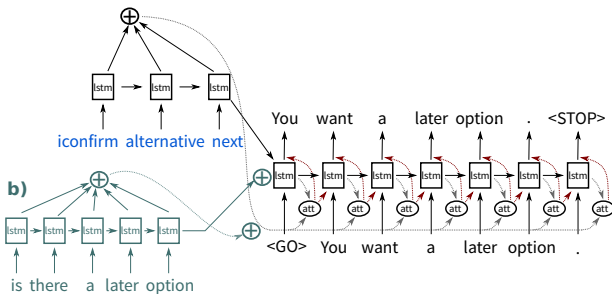 lstm lstm lstm
iconfirm alternative next
You want a later option . <STOP>
lstm lstm lstm lstm lstm lstm lstm
att att att att att att att
<GO> You want a later option .
b)
lstm lstm lstm lstm lstm
is there a later option